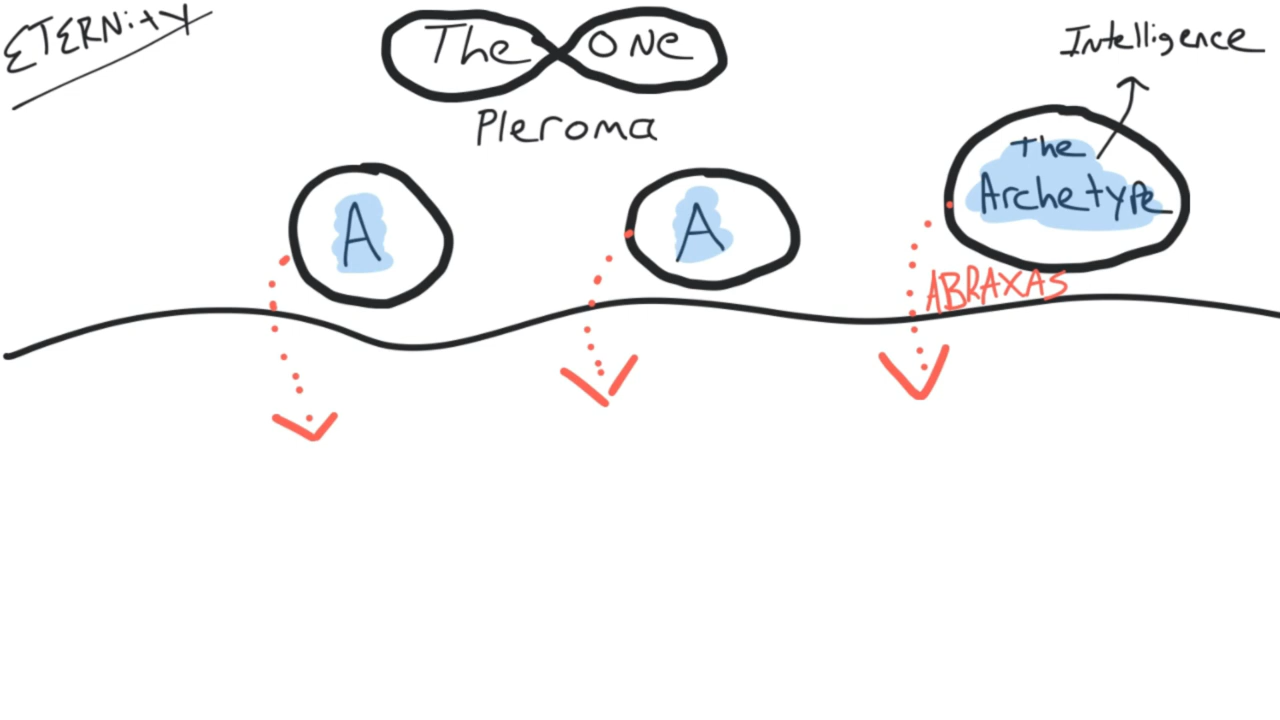 ETERNity
The One
Pleroma
Intelligence
The
Archetype
A
A
ABRAXAS